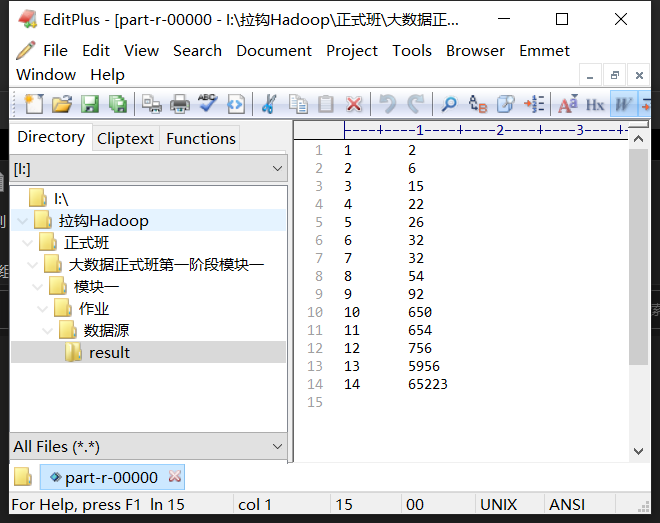 EditPlus - [part-r-00000 - I:\拉钩Hadoop\正式班\大数据正...
File Edit View Search Document Project Tools Browser Emmet
Window Help
Directory Cliptext Functions
[I:]
I:\
拉钩Hadoop
正式班
大数据正式班第一阶段模块一
模块一
作业
数据源
result
All Files (*.*)
----+----1----+----2----+----3----+-
1 1 2
2 2 6
3 3 15
4 4 22
5 5 26
6 6 32
7 7 32
8 8 54
9 9 92
10 10 650
11 11 654
12 12 756
13 13 5956
14 14 65223
15
part-r-00000
For Help, press F1 ln 15 col 1 15 00 UNIX ANSI